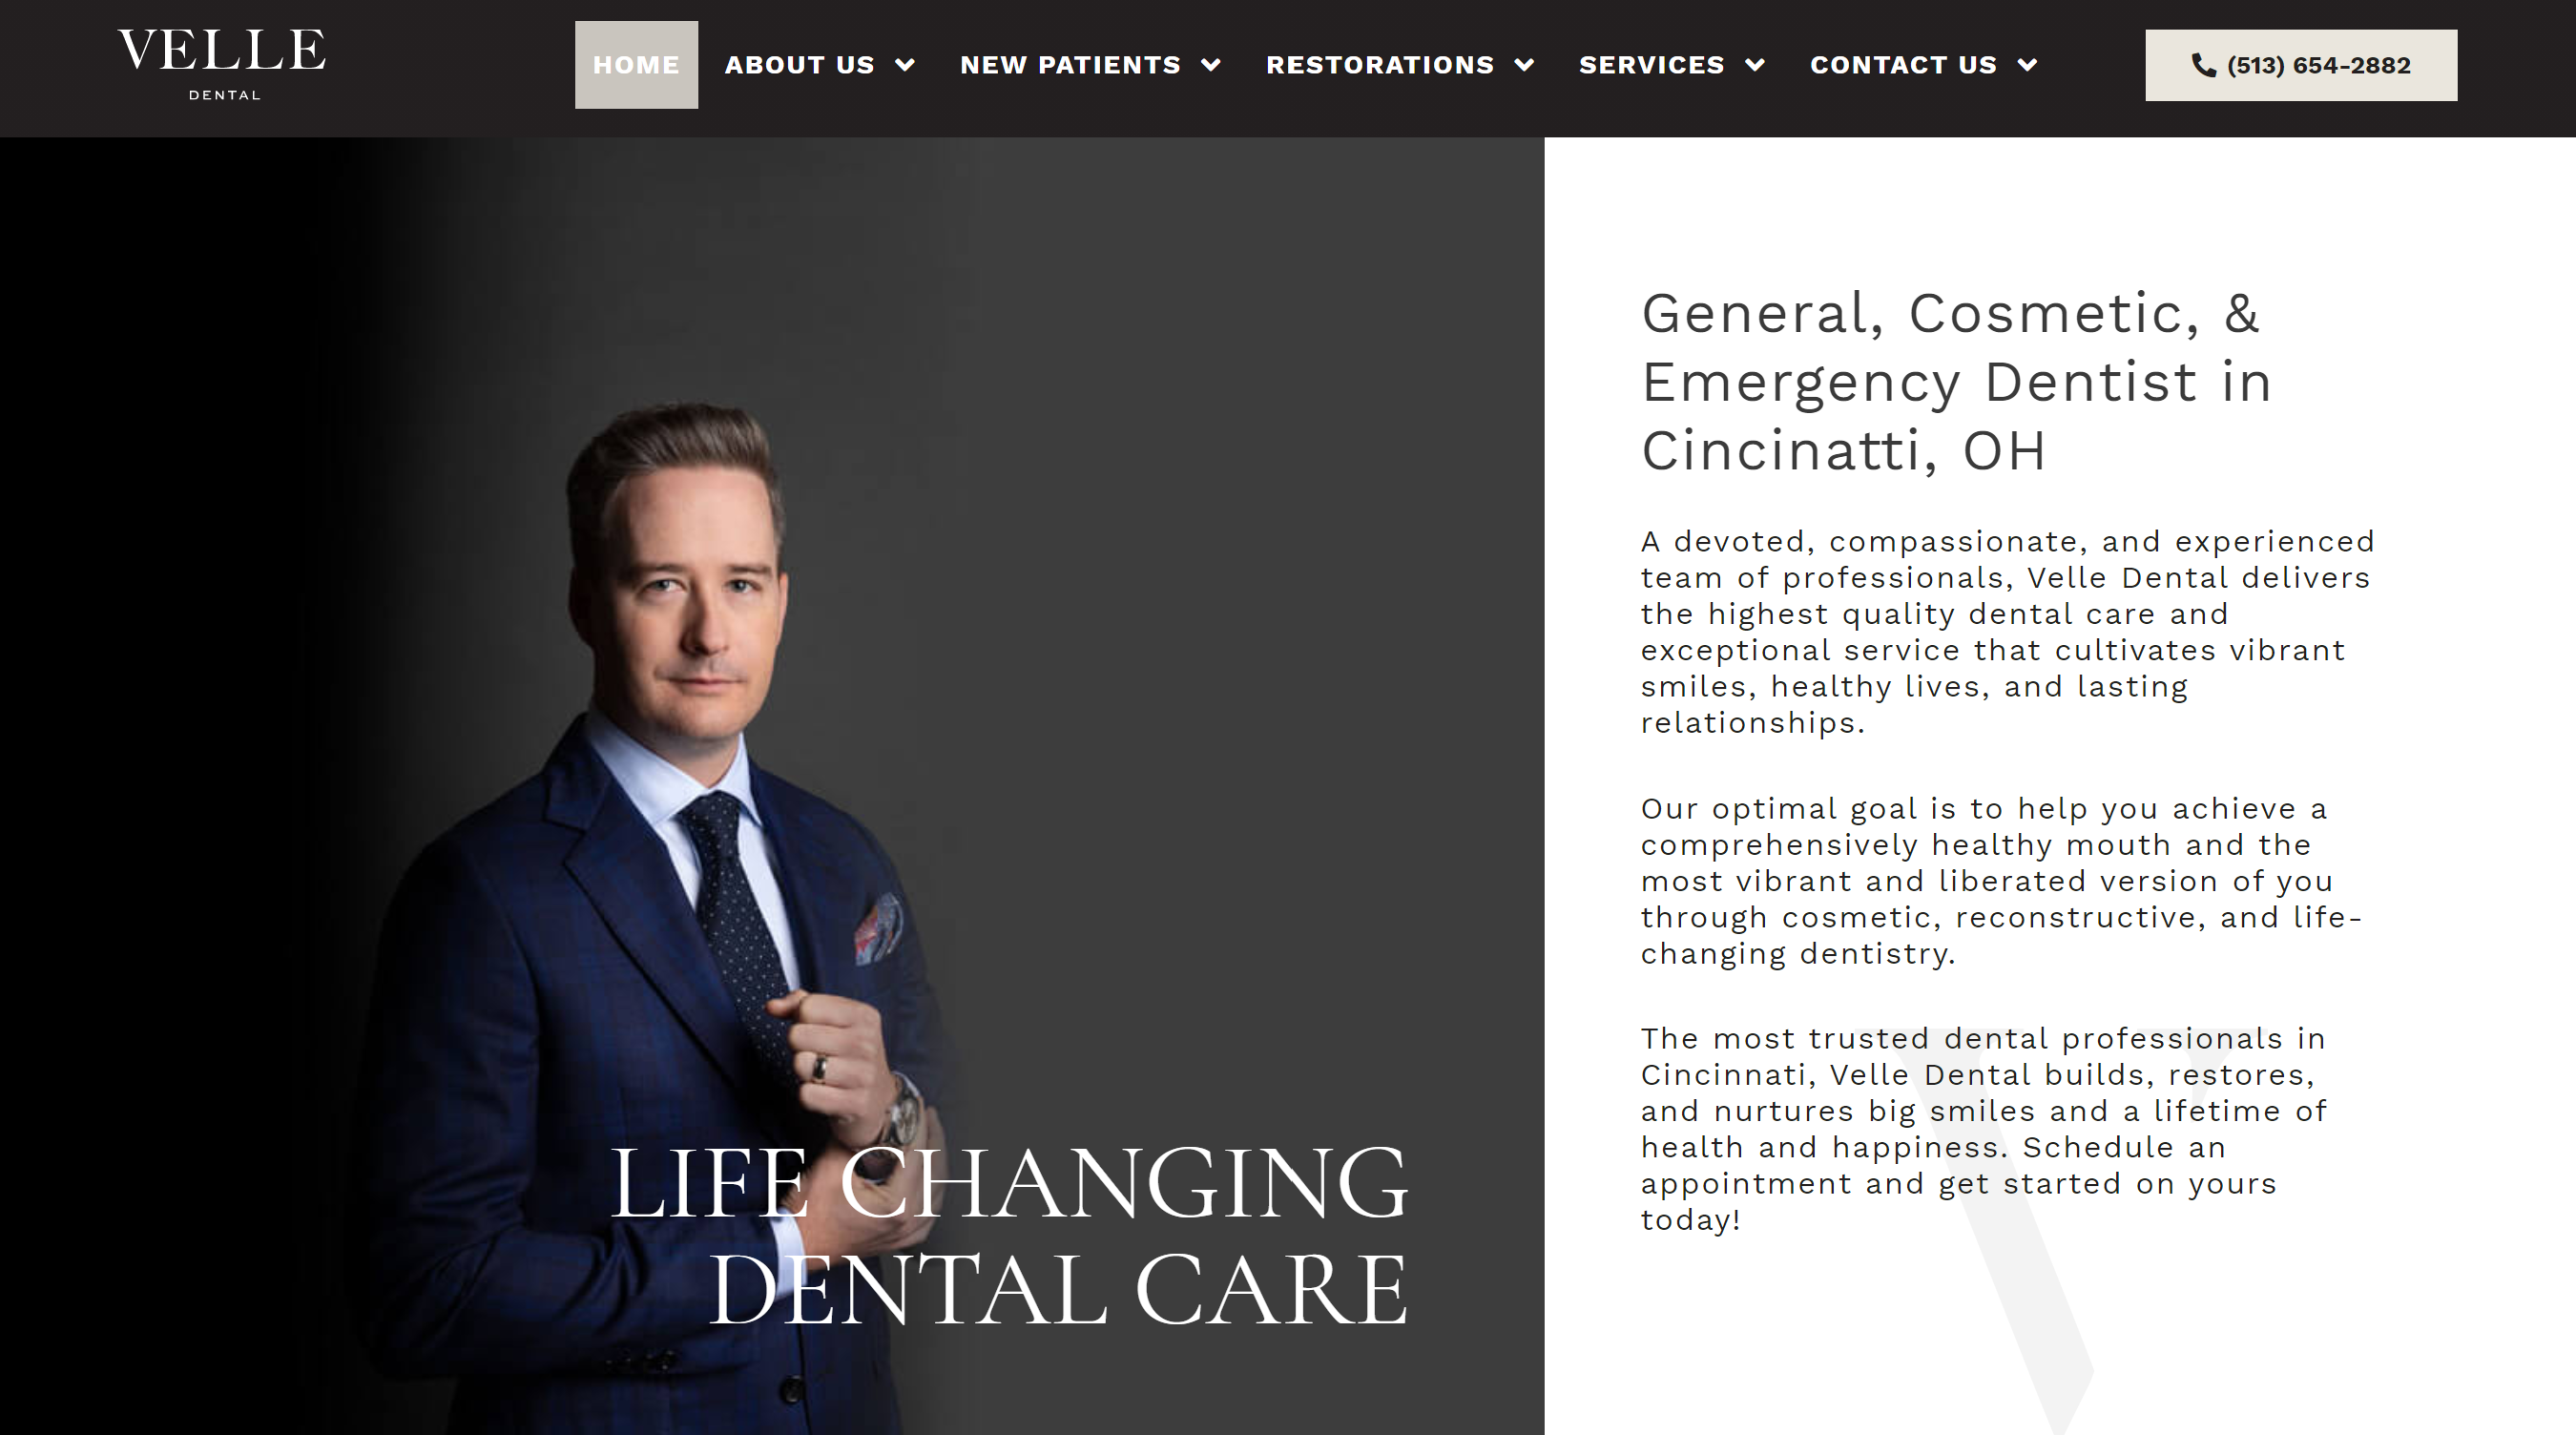 VELLE
DENTAL
HOME
ABOUT US
NEW PATIENTS
RESTORATIONS
SERVICES
CONTACT US
(513) 654-2882
LIFE CHANGING
DENTAL CARE
General, Cosmetic, &
Emergency Dentist in
Cincinatti, OH
A devoted, compassionate, and experienced
team of professionals, Velle Dental delivers
the highest quality dental care and
exceptional service that cultivates vibrant
smiles, healthy lives, and lasting
relationships.
Our optimal goal is to help you achieve a
comprehensively healthy mouth and the
most vibrant and liberated version of you
through cosmetic, reconstructive, and life-
changing dentistry.
The most trusted dental professionals in
Cincinnati, Velle Dental builds, restores,
and nurtures big smiles and a lifetime of
health and happiness. Schedule an
appointment and get started on yours
today!